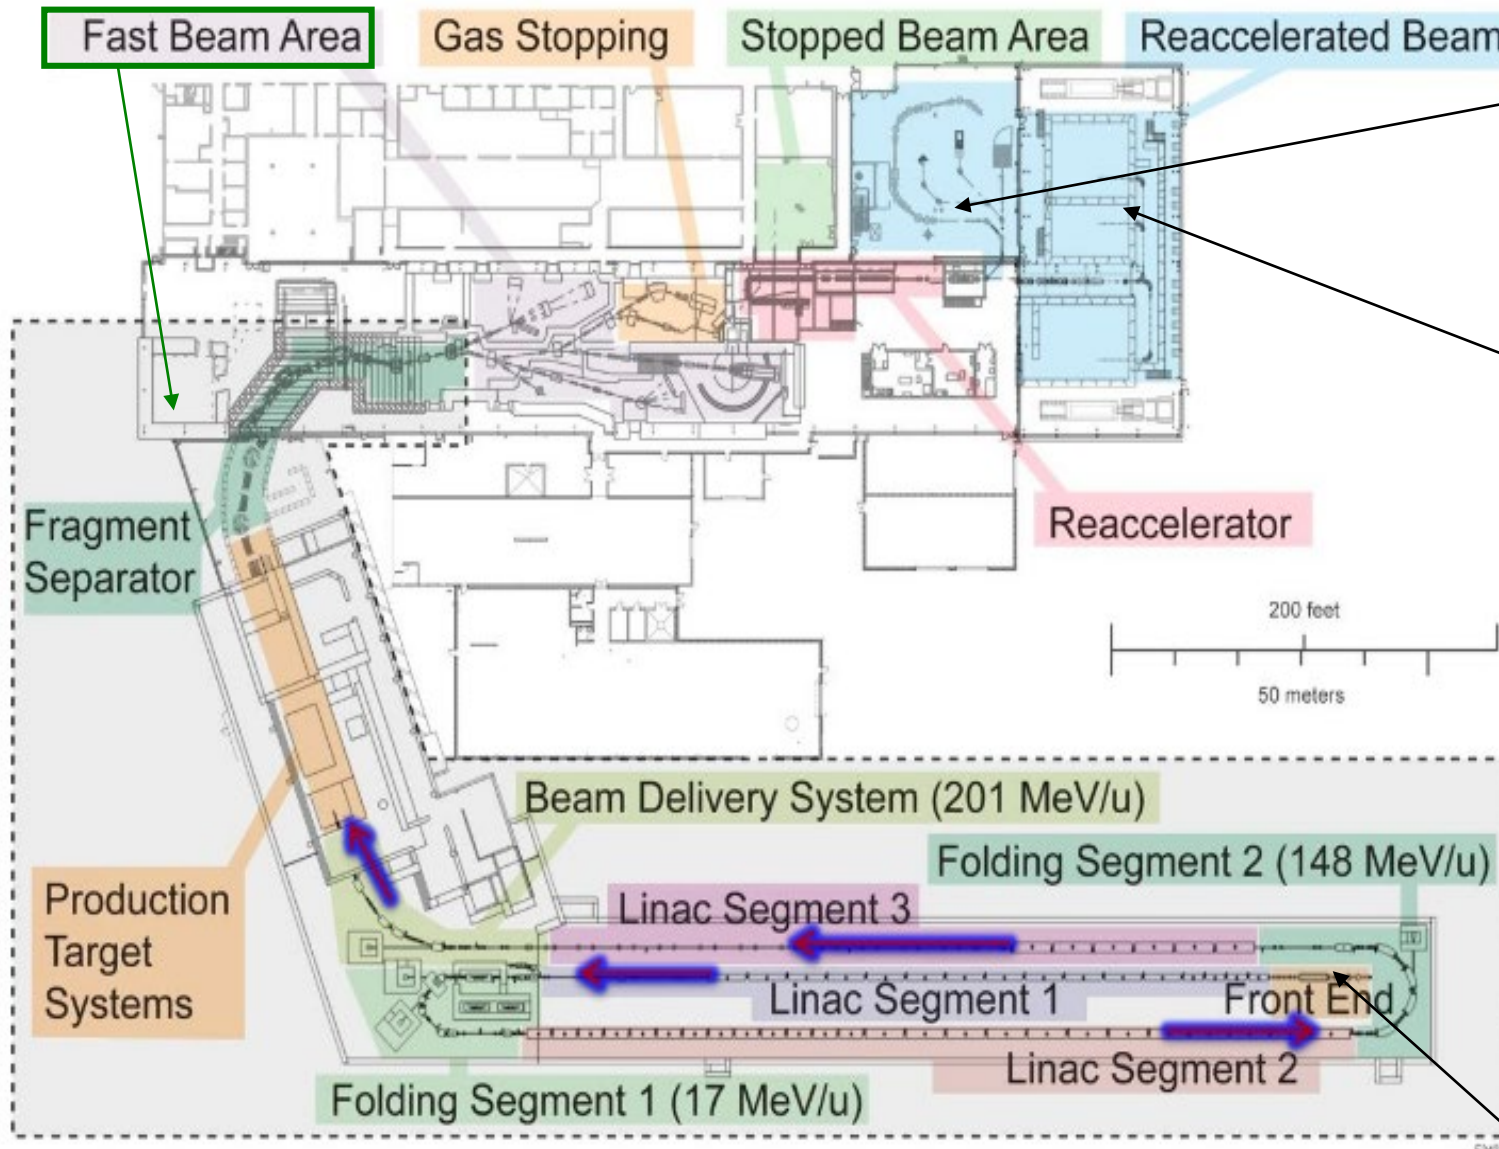 Fast Beam Area
Gas Stopping
Stopped Beam Area
Reaccelerated Beam
Fragment
Separator
Reaccelerator
200 feet
50 meters
Beam Delivery System (201 MeV/u)
Folding Segment 2 (148 MeV/u)
Production
Target
Systems
Linac Segment 3
Linac Segment 1
Front End
Linac Segment 2
Folding Segment 1 (17 MeV/u)